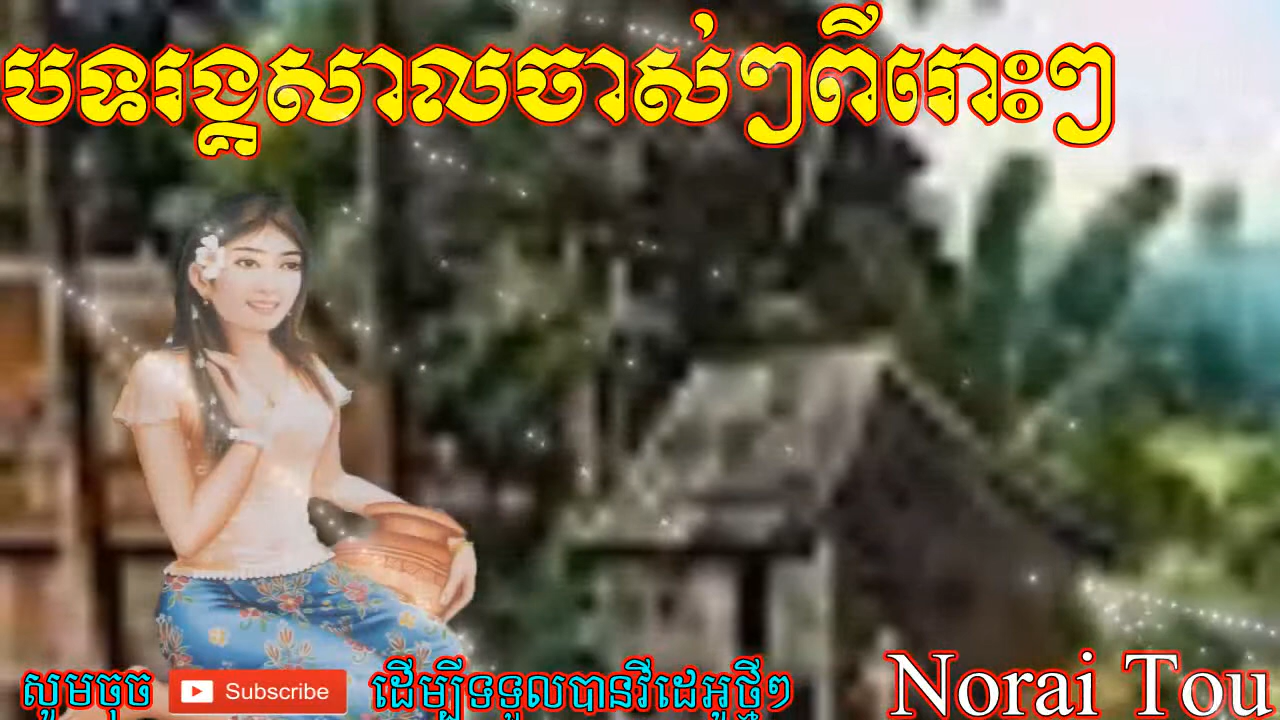 បទរង្គសាលចាស់ៗពីរោះៗ
សូមចុច Subscribe ដើម្បីទទួលបានវីដេអូថ្មីៗ
Norai Tou